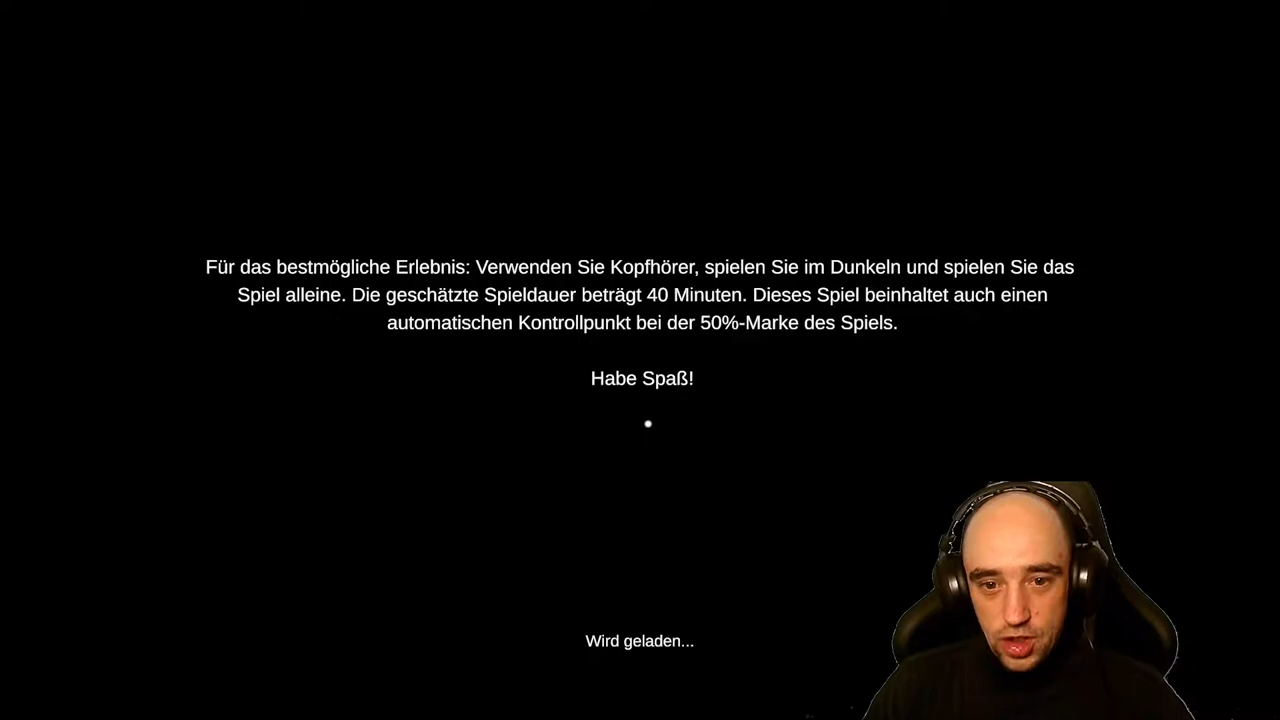 Für das bestmögliche Erlebnis: Verwenden Sie Kopfhörer, spielen Sie im Dunkeln und spielen Sie das
Spiel alleine. Die geschätzte Spieldauer beträgt 40 Minuten. Dieses Spiel beinhaltet auch einen
automatischen Kontrollpunkt bei der 50%-Marke des Spiels.
Habe Spaß!
Wird geladen...